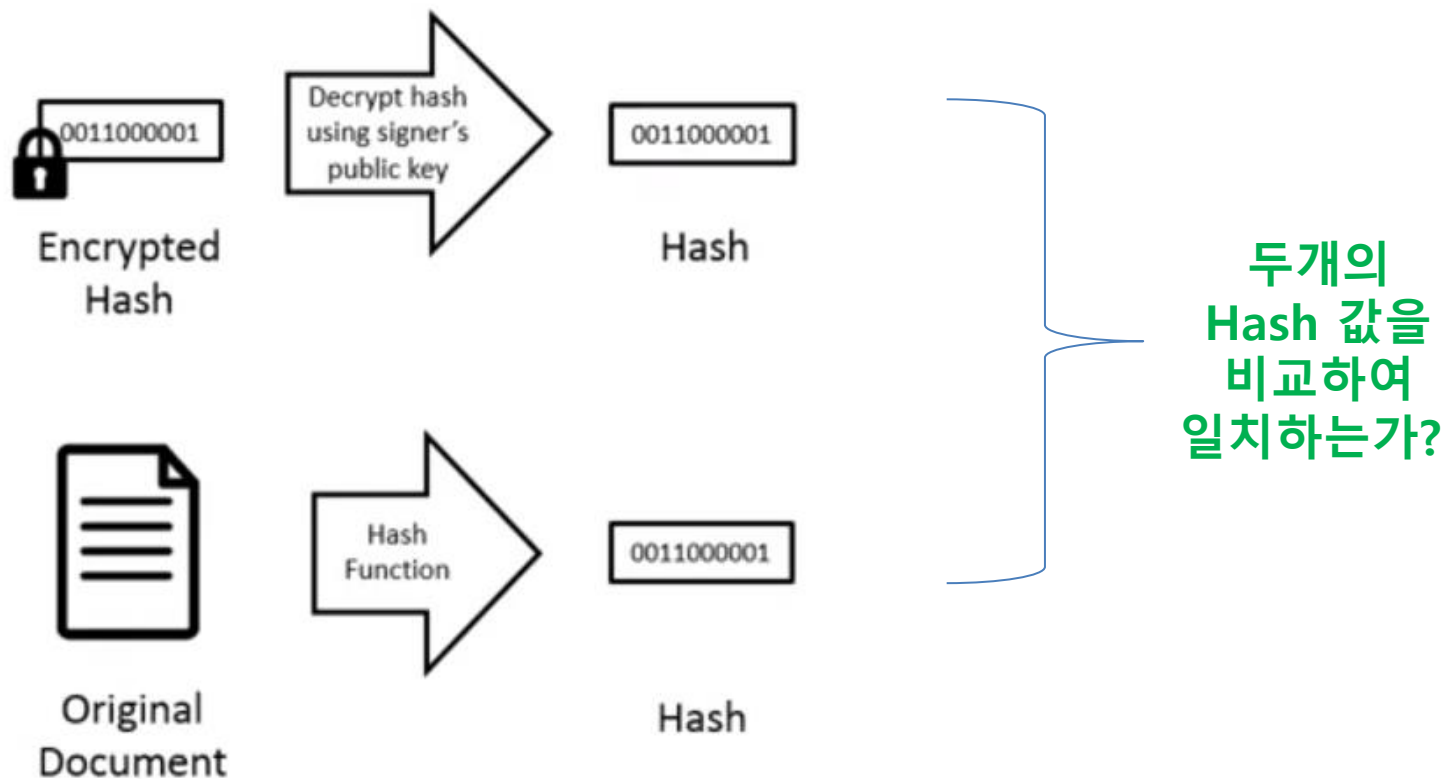 0011000001
Encrypted
Hash
Decrypt hash
using signer's
public key
0011000001
Hash
Original
Document
Hash
Function
0011000001
Hash
두개의
Hash 값을
비교하여
일치하는가?